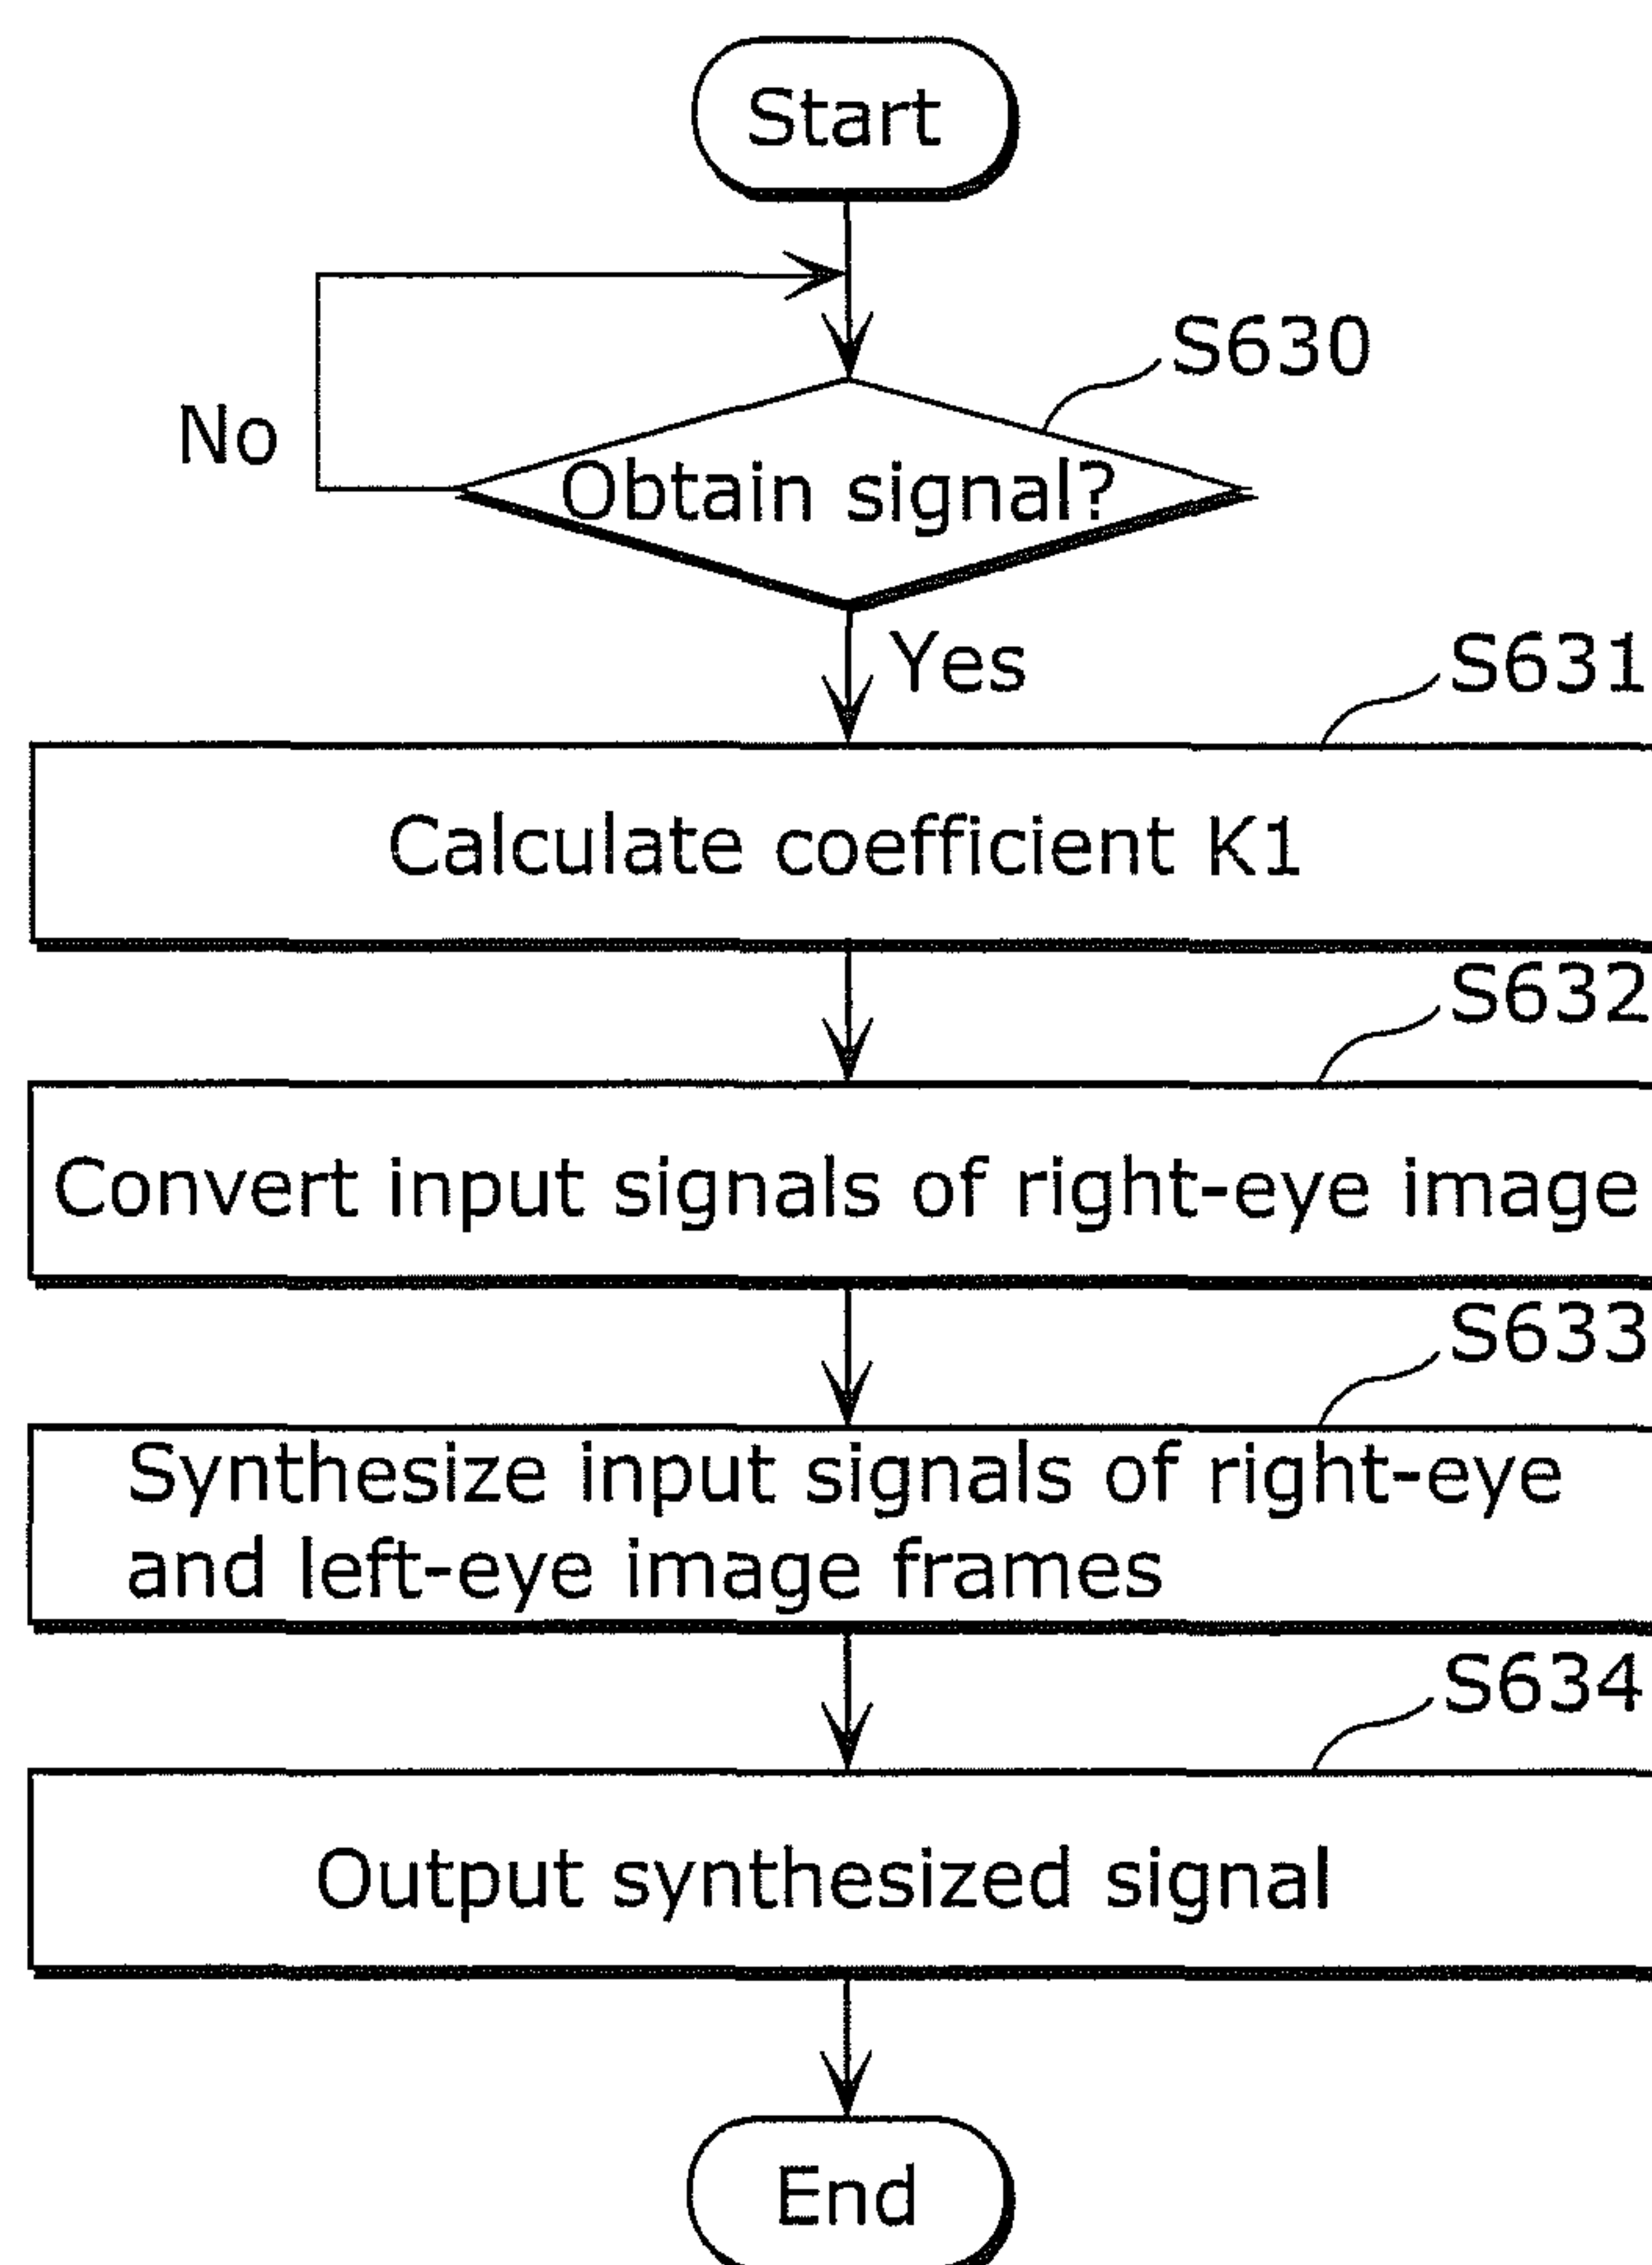 Start
S630
No
Obtain signal?
Yes
S631
Calculate coefficient K1
S632
Convert input signals of right-eye image
S633
Synthesize input signals of right-eye
and left-eye image frames
S634
Output synthesized signal
End